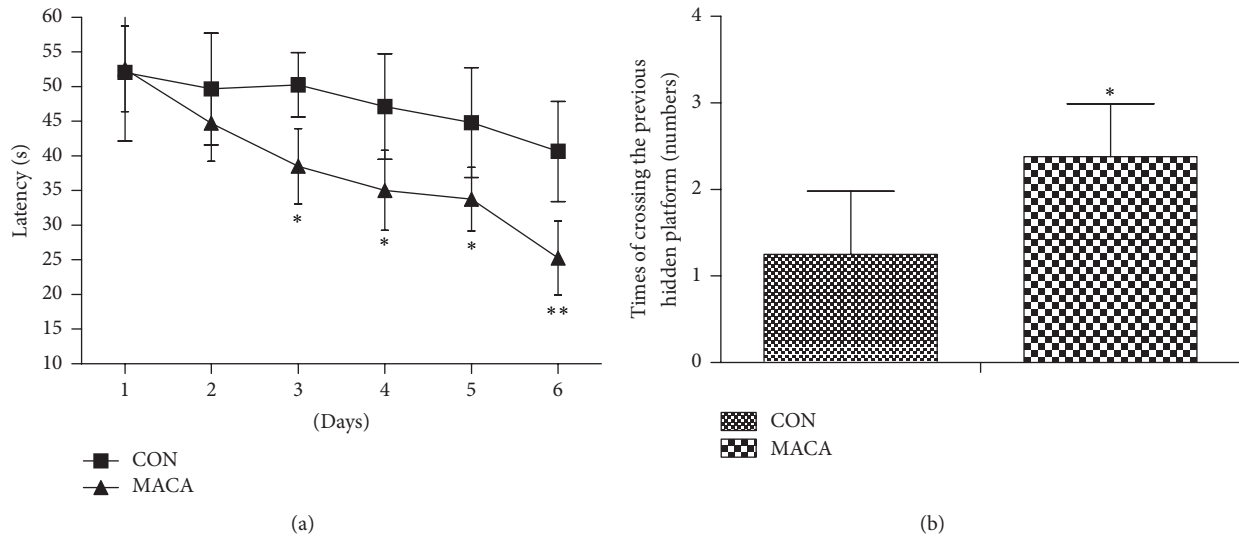 60
55
50
45
40
35
30
25
20
15
10
Latency (s)
*
*
*
**
1 2 3 4 5 6
(Days)
CON
MACA
(a)
4
3
2
1
0
Times of crossing the previous
hidden platform (numbers)
*
CON
MACA
(b)